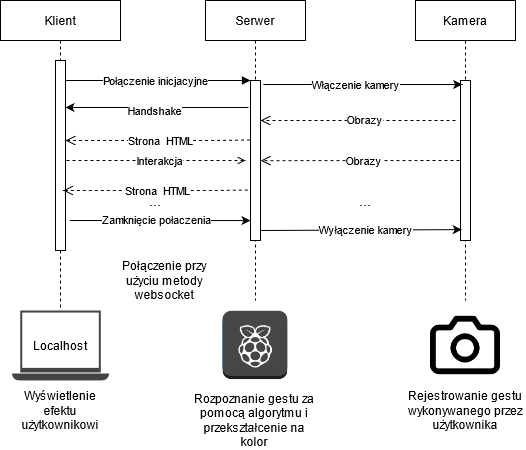 Klient
Serwer
Kamera
Połączenie inicjacyjne
Włączenie kamery
Handshake
Obrazy
Strona HTML
Interakcja
Obrazy
Strona HTML
...
...
Zamknięcie połaczenia
Wyłączenie kamery
Połączenie przy
użyciu metody
websocket
Localhost
Wyświetlenie
efektu
użytkownikowi
Rozpoznanie gestu za
pomocą algorytmu i
przekształcenie na
kolor
Rejestrowanie gestu
wykonywanego przez
użytkownika